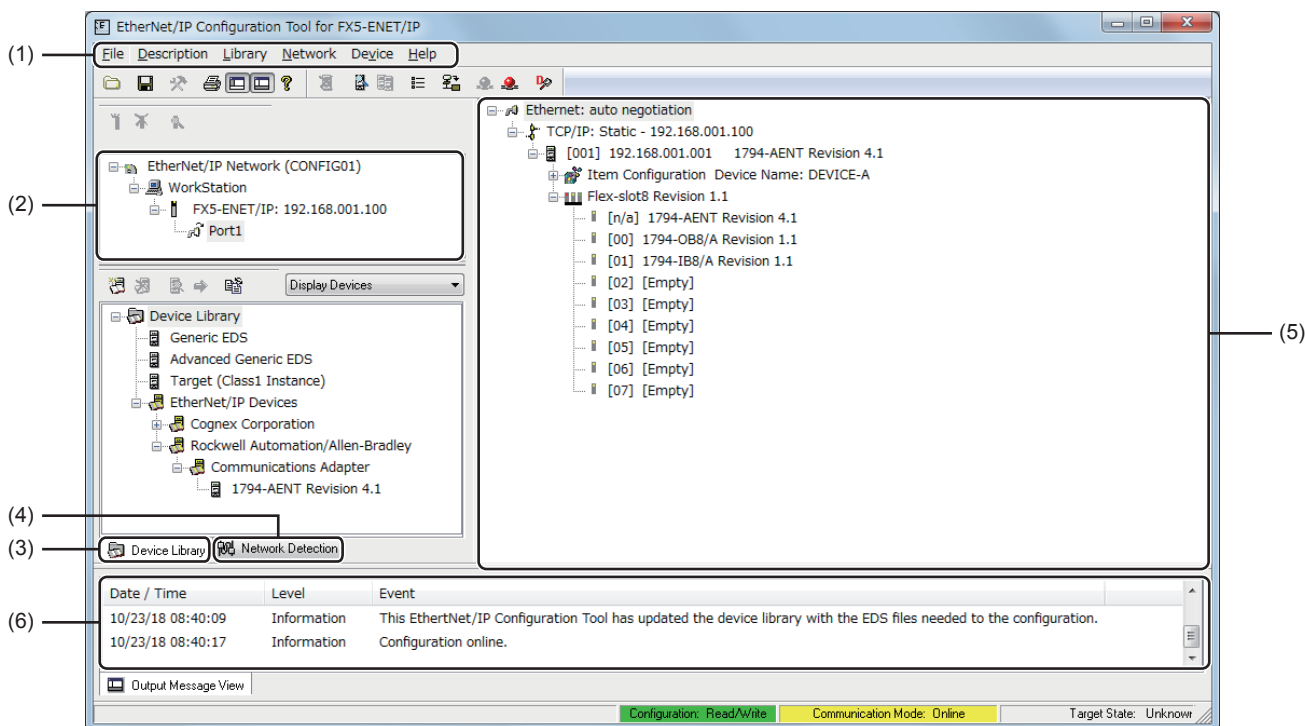 EtherNet/IP Configuration Tool for FX5-ENET/IP
(1)
File Description Library Network Device Help
(2)
EtherNet/IP Network (CONFIG01)
WorkStation
FX5-ENET/IP: 192.168.001.100
Port1
Display Devices
Device Library
Generic EDS
Advanced Generic EDS
Target (Class1 Instance)
EtherNet/IP Devices
Cognex Corporation
Rockwell Automation/Allen-Bradley
Communications Adapter
1794-AENT Revision 4.1
(4)
(3)
Device Library
Network Detection
Ethernet: auto negotiation
TCP/IP: Static - 192.168.001.100
[001] 192.168.001.001 1794-AENT Revision 4.1
Item Configuration Device Name: DEVICE-A
Flex-slot8 Revision 1.1
[n/a] 1794-AENT Revision 4.1
[00] 1794-OB8/A Revision 1.1
[01] 1794-IB8/A Revision 1.1
[02] [Empty]
[03] [Empty]
[04] [Empty]
[05] [Empty]
[06] [Empty]
[07] [Empty]
(5)
(6)
Date / Time Level Event
10/23/18 08:40:09 Information This EthertNet/IP Configuration Tool has updated the device library with the EDS files needed to the configuration.
10/23/18 08:40:17 Information Configuration online.
Output Message View
Configuration: Read/Write Communication Mode: Online Target State: Unknowr